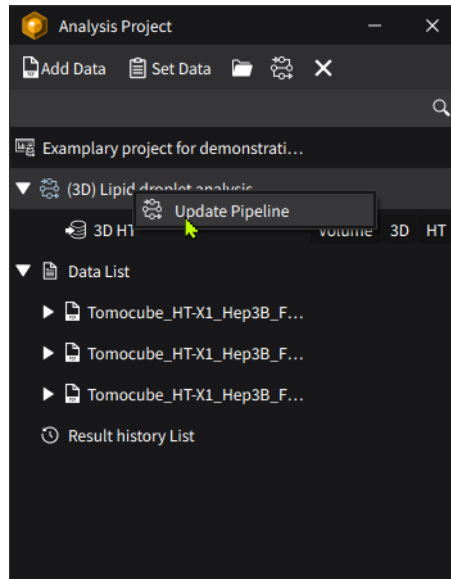 Analysis Project
Add Data Set Data
Examplary project for demonstrati...
(3D) Lipid droplet analysis
Update Pipeline
3D HT Volume 3D HT
Data List
Tomocube_HT-X1_Hep3B_F...
Tomocube_HT-X1_Hep3B_F...
Tomocube_HT-X1_Hep3B_F...
Result history List